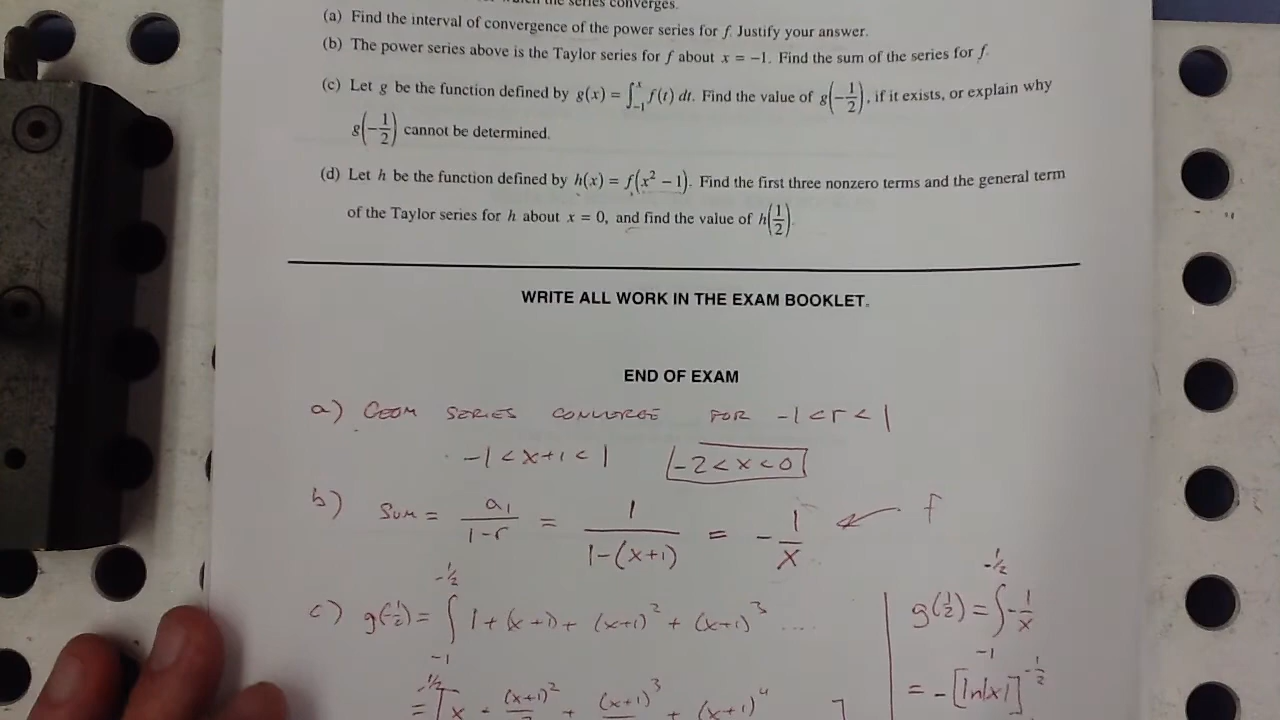 the series converges.
(a) Find the interval of convergence of the power series for f. Justify your answer.
(b) The power series above is the Taylor series for f about x = −1. Find the sum of the series for f.
(c) Let g be the function defined by g(x) = ∫₋₁ˣ f(t) dt. Find the value of g(−1/2), if it exists, or explain why
g(−1/2) cannot be determined.
(d) Let h be the function defined by h(x) = f(x² − 1). Find the first three nonzero terms and the general term
of the Taylor series for h about x = 0, and find the value of h(1/2).
WRITE ALL WORK IN THE EXAM BOOKLET.
END OF EXAM
a) GEOM SERIES CONVERGE FOR -1<r<1
-1<x+1<1 -2<x<0
b) SUM = a₁/(1-r) = 1/(1-(x+1)) = -1/x ← f
c) g(-1/2) = ∫₋₁^(-1/2) 1+(x+1)+(x+1)²+(x+1)³ ....
g(1/2) = ∫₋₁^(-1/2) -1/x
= -[ln|x|]^(-1/2)